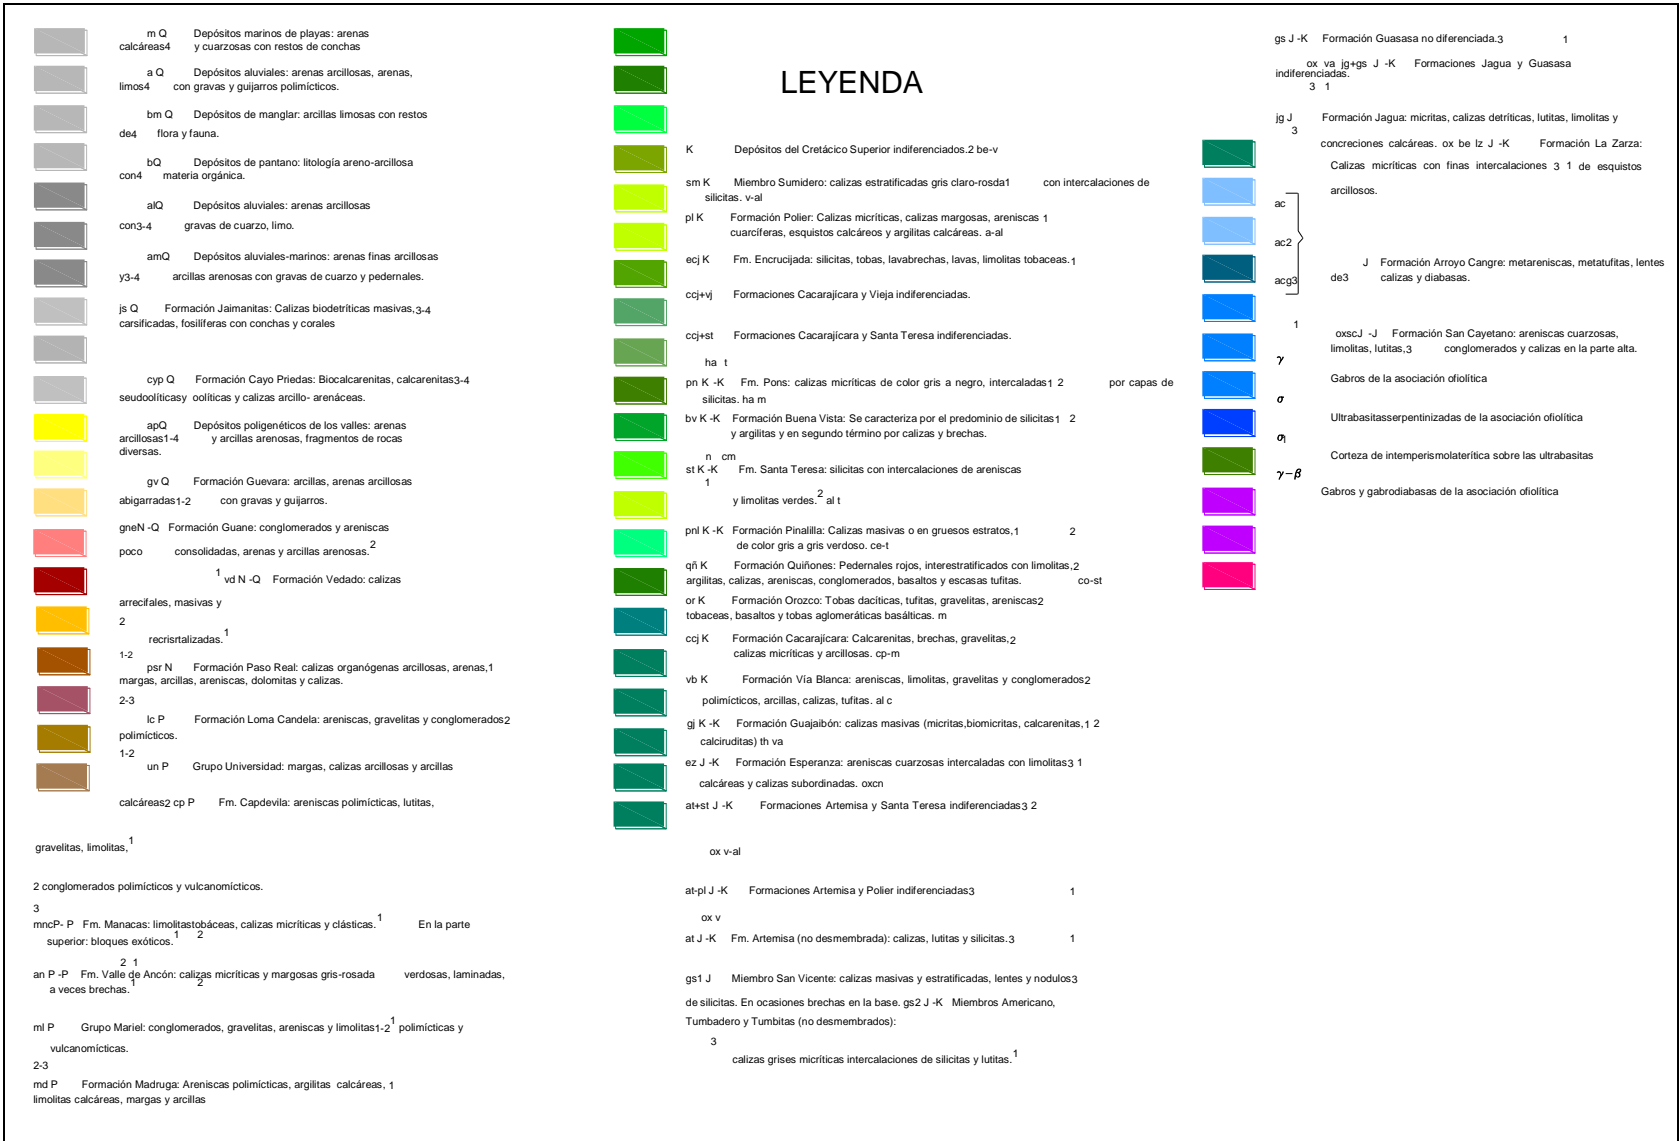 m Q Depósitos marinos de playas: arenas
calcáreas4 y cuarzosas con restos de conchas
a Q Depósitos aluviales: arenas arcillosas, arenas,
limos4 con gravas y guijarros polimícticos.
bm Q Depósitos de manglar: arcillas limosas con restos
de4 flora y fauna.
bQ Depósitos de pantano: litología areno-arcillosa
con4 materia orgánica.
alQ Depósitos aluviales: arenas arcillosas
con3-4 gravas de cuarzo, limo.
amQ Depósitos aluviales-marinos: arenas finas arcillosas
y3-4 arcillas arenosas con gravas de cuarzo y pedernales.
js Q Formación Jaimanitas: Calizas biodetríticas masivas,3-4
carsificadas, fosilíferas con conchas y corales
cyp Q Formación Cayo Priedas: Biocalcarenitas, calcarenitas3-4
seudoolíticasy oolíticas y calizas arcillo- arenáceas.
apQ Depósitos poligenéticos de los valles: arenas
arcillosas1-4 y arcillas arenosas, fragmentos de rocas
diversas.
gv Q Formación Guevara: arcillas, arenas arcillosas
abigarradas1-2 con gravas y guijarros.
gneN -Q Formación Guane: conglomerados y areniscas
poco consolidadas, arenas y arcillas arenosas.2
1 vd N -Q Formación Vedado: calizas
arrecifales, masivas y
2
recrisrtalizadas.1
1-2
psr N Formación Paso Real: calizas organógenas arcillosas, arenas,1
margas, arcillas, areniscas, dolomitas y calizas.
2-3
lc P Formación Loma Candela: areniscas, gravelitas y conglomerados2
polimícticos.
1-2
un P Grupo Universidad: margas, calizas arcillosas y arcillas
calcáreas2 cp P Fm. Capdevila: areniscas polimícticas, lutitas,
gravelitas, limolitas,1
2 conglomerados polimícticos y vulcanomícticos.
3
mncP- P Fm. Manacas: limolitastobáceas, calizas micríticas y clásticas.1 En la parte
superior: bloques exóticos.1 2
2 1
an P -P Fm. Valle de Ancón: calizas micríticas y margosas gris-rosada verdosas, laminadas,
a veces brechas.1 2
ml P Grupo Mariel: conglomerados, gravelitas, areniscas y limolitas1-21 polimícticas y
vulcanomícticas.
2-3
md P Formación Madruga: Areniscas polimícticas, argilitas calcáreas, 1
limolitas calcáreas, margas y arcillas
LEYENDA
K Depósitos del Cretácico Superior indiferenciados.2 be-v
sm K Miembro Sumidero: calizas estratificadas gris claro-rosda1 con intercalaciones de
silicitas. v-al
pl K Formación Polier: Calizas micríticas, calizas margosas, areniscas 1
cuarcíferas, esquistos calcáreos y argilitas calcáreas. a-al
ecj K Fm. Encrucijada: silicitas, tobas, lavabrechas, lavas, limolitas tobaceas.1
ccj+vj Formaciones Cacarajícara y Vieja indiferenciadas.
ccj+st Formaciones Cacarajícara y Santa Teresa indiferenciadas.
ha t
pn K -K Fm. Pons: calizas micríticas de color gris a negro, intercaladas1 2 por capas de
silicitas. ha m
bv K -K Formación Buena Vista: Se caracteriza por el predominio de silicitas1 2
y argilitas y en segundo término por calizas y brechas.
n cm
st K -K Fm. Santa Teresa: silicitas con intercalaciones de areniscas
1
y limolitas verdes.2 al t
pnl K -K Formación Pinalilla: Calizas masivas o en gruesos estratos,1 2
de color gris a gris verdoso. ce-t
qñ K Formación Quiñones: Pedernales rojos, interestratificados con limolitas,2
argilitas, calizas, areniscas, conglomerados, basaltos y escasas tufitas. co-st
or K Formación Orozco: Tobas dacíticas, tufitas, gravelitas, areniscas2
tobaceas, basaltos y tobas aglomeráticas basálticas. m
ccj K Formación Cacarajícara: Calcarenitas, brechas, gravelitas,2
calizas micríticas y arcillosas. cp-m
vb K Formación Vía Blanca: areniscas, limolitas, gravelitas y conglomerados2
polimícticos, arcillas, calizas, tufitas. al c
gj K -K Formación Guajaibón: calizas masivas (micritas,biomicritas, calcarenitas,1 2
calciruditas) th va
ez J -K Formación Esperanza: areniscas cuarzosas intercaladas con limolitas3 1
calcáreas y calizas subordinadas. oxcn
at+st J -K Formaciones Artemisa y Santa Teresa indiferenciadas3 2
ox v-al
at-pl J -K Formaciones Artemisa y Polier indiferenciadas3 1
ox v
at J -K Fm. Artemisa (no desmembrada): calizas, lutitas y silicitas.3 1
gs1 J Miembro San Vicente: calizas masivas y estratificadas, lentes y nodulos3
de silicitas. En ocasiones brechas en la base. gs2 J -K Miembros Americano,
Tumbadero y Tumbitas (no desmembrados):
3
calizas grises micríticas intercalaciones de silicitas y lutitas.1
gs J -K Formación Guasasa no diferenciada.3 1
ox va jg+gs J -K Formaciones Jagua y Guasasa
indiferenciadas.
3 1
jg J Formación Jagua: micritas, calizas detríticas, lutitas, limolitas y
3
concreciones calcáreas. ox be lz J -K Formación La Zarza:
Calizas micríticas con finas intercalaciones 3 1 de esquistos
arcillosos.
ac
ac2
J Formación Arroyo Cangre: metareniscas, metatufitas, lentes
acg3 de3 calizas y diabasas.
1
oxscJ -J Formación San Cayetano: areniscas cuarzosas,
limolitas, lutitas,3 conglomerados y calizas en la parte alta.
γ
Gabros de la asociación ofiolítica
σ
Ultrabasitasserpentinizadas de la asociación ofiolítica
σl
Corteza de intemperismolaterítica sobre las ultrabasitas
γ−β
Gabros y gabrodiabasas de la asociación ofiolítica